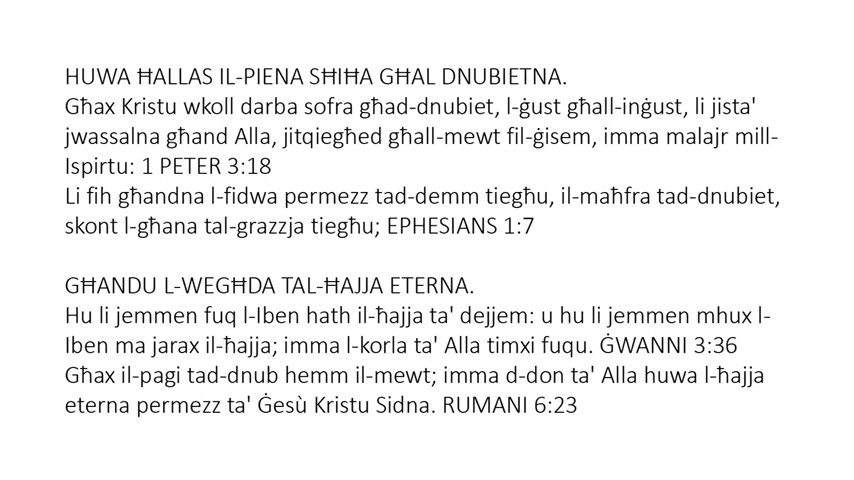 HUWA ĦALLAS IL-PIENA SĦIĦA GĦAL DNUBIETNA.
Għax Kristu wkoll darba sofra għad-dnubiet, l-ġust għall-inġust, li jista'
jwassalna għand Alla, jitqiegħed għall-mewt fil-ġisem, imma malajr mill-
Ispirtu: 1 PETER 3:18
Li fih għandna l-fidwa permezz tad-demm tiegħu, il-maħfra tad-dnubiet,
skont l-għana tal-grazzja tiegħu; EPHESIANS 1:7
GĦANDU L-WEGĦDA TAL-ĦAJJA ETERNA.
Hu li jemmen fuq l-Iben hath il-ħajja ta' dejjem: u hu li jemmen mhux l-
Iben ma jarax il-ħajja; imma l-korla ta' Alla timxi fuqu. ĠWANNI 3:36
Għax il-pagi tad-dnub hemm il-mewt; imma d-don ta' Alla huwa l-ħajja
eterna permezz ta' Ġesù Kristu Sidna. RUMANI 6:23